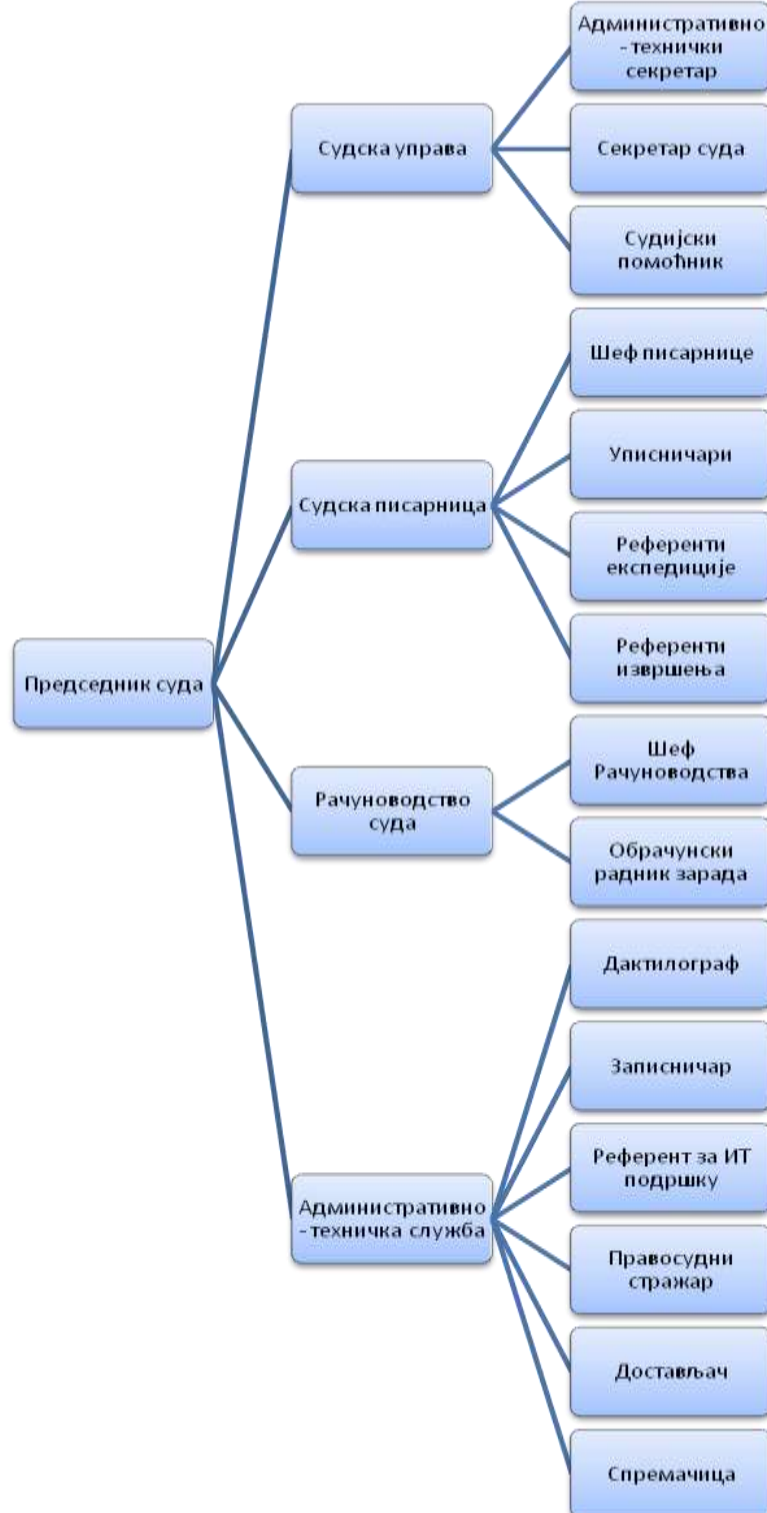 Административно
- технички
секретар
Судска управа
Секретар суда
Судијски
помоћник
Шеф писарнице
Уписничари
Судска писарница
Референти
експедиције
Референти
извршења
Председник суда
Шеф
Рачуноводства
Рачуноводство
суда
Обрачунски
радник зарада
Дактилограф
Записничар
Референт за ИТ
подршку
Административно
- техничка служба
Правосудни
стражар
Достављач
Спремачица